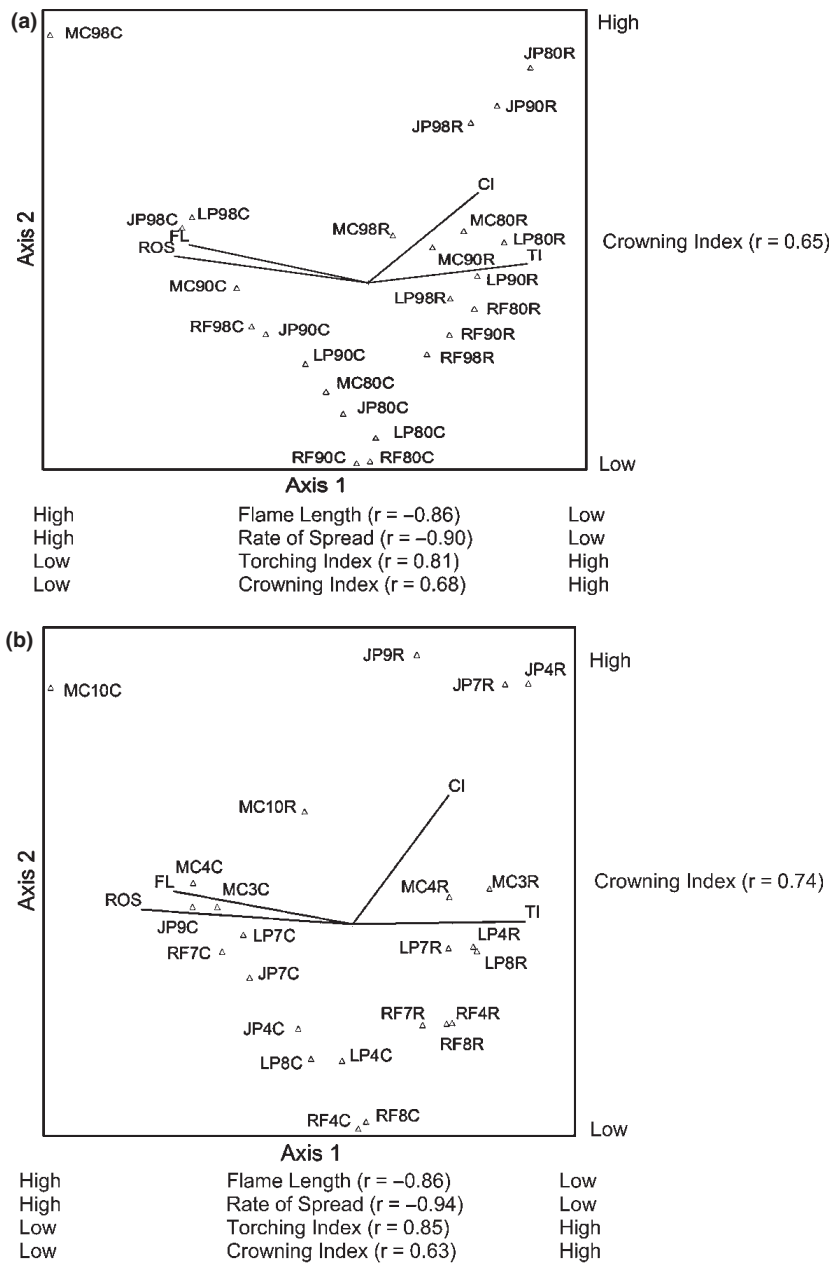 (a)
MC98C
High
JP80R
JP90R
JP98R
CI
JP98C
LP98C
FL
ROS
MC98R
MC80R
LP80R
Crowning Index (r = 0.65)
MC90R
TI
Axis 2
MC90C
LP90R
LP98R
RF80R
RF98C
JP90C
RF90R
LP90C
RF98R
MC80C
JP80C
LP80C
RF90C
RF80C
Low
Axis 1
High Flame Length (r = −0.86) Low
High Rate of Spread (r = −0.90) Low
Low Torching Index (r = 0.81) High
Low Crowning Index (r = 0.68) High
(b)
JP9R
High
JP4R
JP7R
MC10C
CI
MC10R
MC4C
FL
MC3C
MC4R
MC3R
Crowning Index (r = 0.74)
Axis 2
ROS
TI
JP9C
LP7C
LP4R
RF7C
LP7R
LP8R
JP7C
RF7R
RF4R
JP4C
RF8R
LP8C
LP4C
RF4C
RF8C
Low
Axis 1
High Flame Length (r = −0.86) Low
High Rate of Spread (r = −0.94) Low
Low Torching Index (r = 0.85) High
Low Crowning Index (r = 0.63) High